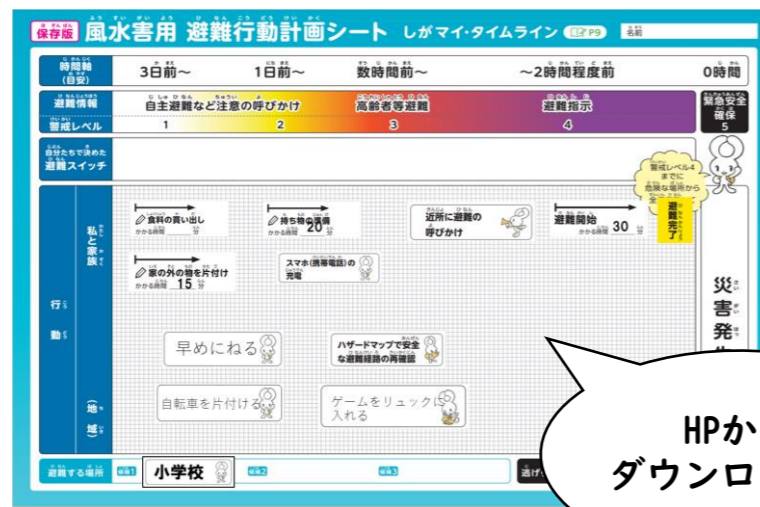 保存版 風水害用 避難行動計画シート しがマイ・タイムライン P9 名前
時間軸
(目安)
3日前～ 1日前～ 数時間前～ ～2時間程度前 0時間
避難情報 自主避難など注意の呼びかけ 高齢者等避難 避難指示 緊急安全
確保
警戒レベル 1 2 3 4 5
自分たちで決めた
避難スイッチ
警戒レベル4
までに
危険な場所から
全
避難完了
私と家族
行動
(地域)
食料の買い出し
かかる時間 分
持ち物の準備
かかる時間 20 分
近所に避難の
呼びかけ
避難開始
かかる時間 30 分
家の外の物を片付け
かかる時間 15 分
スマホ(携帯電話)の
充電
早めにねる
ハザードマップで安全
な避難経路の再確認
自転車を片付ける
ゲームをリュックに
入れる
災害発生
避難する場所 候補1 小学校 候補2 候補3
逃げ
HPか
ダウンロ